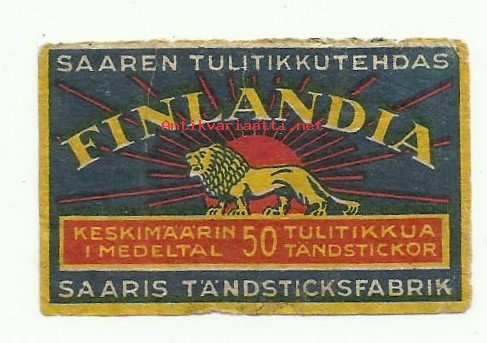 SAAREN TULITIKKUTEHDAS
FINLANDIA
Antikvariaatti.net
KESKIMÄÄRIN 50 TULITIKKUA
I MEDELTAL TÄNDSTICKOR
SAARIS TÄNDSTICKSFABRIK